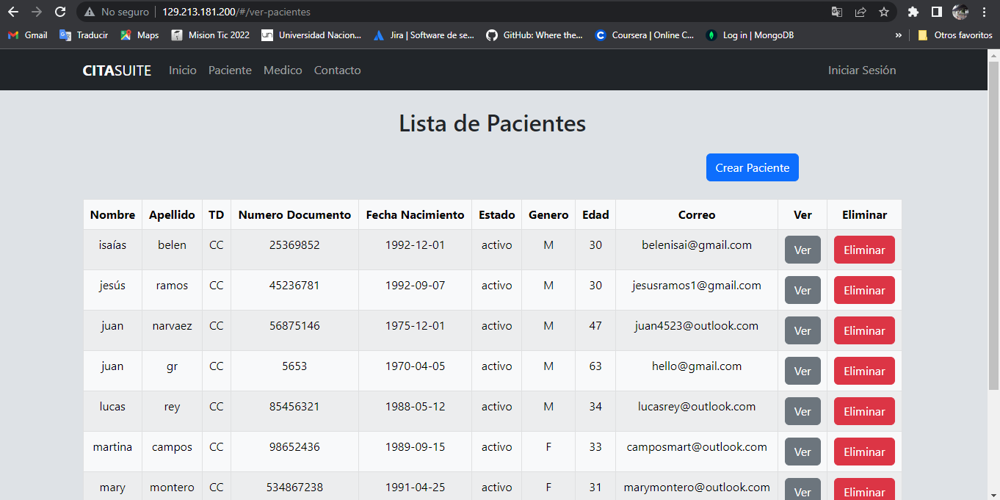 No seguro 129.213.181.200/#/ver-pacientes
Gmail Traducir Maps Mision Tic 2022 Universidad Nacion... Jira | Software de se... GitHub: Where the... Coursera | Online C... Log in | MongoDB » Otros favoritos
CITASUITE Inicio Paciente Medico Contacto Iniciar Sesión
Lista de Pacientes
Crear Paciente
Nombre Apellido TD Numero Documento Fecha Nacimiento Estado Genero Edad Correo Ver Eliminar
isaías belen CC 25369852 1992-12-01 activo M 30 belenisai@gmail.com Ver Eliminar
jesús ramos CC 45236781 1992-09-07 activo M 30 jesusramos1@gmail.com Ver Eliminar
juan narvaez CC 56875146 1975-12-01 activo M 47 juan4523@outlook.com Ver Eliminar
juan gr CC 5653 1970-04-05 activo M 63 hello@gmail.com Ver Eliminar
lucas rey CC 85456321 1988-05-12 activo M 34 lucasrey@outlook.com Ver Eliminar
martina campos CC 98652436 1989-09-15 activo F 33 camposmart@outlook.com Ver Eliminar
mary montero CC 534867238 1991-04-25 activo F 31 marymontero@outlook.com Ver Eliminar